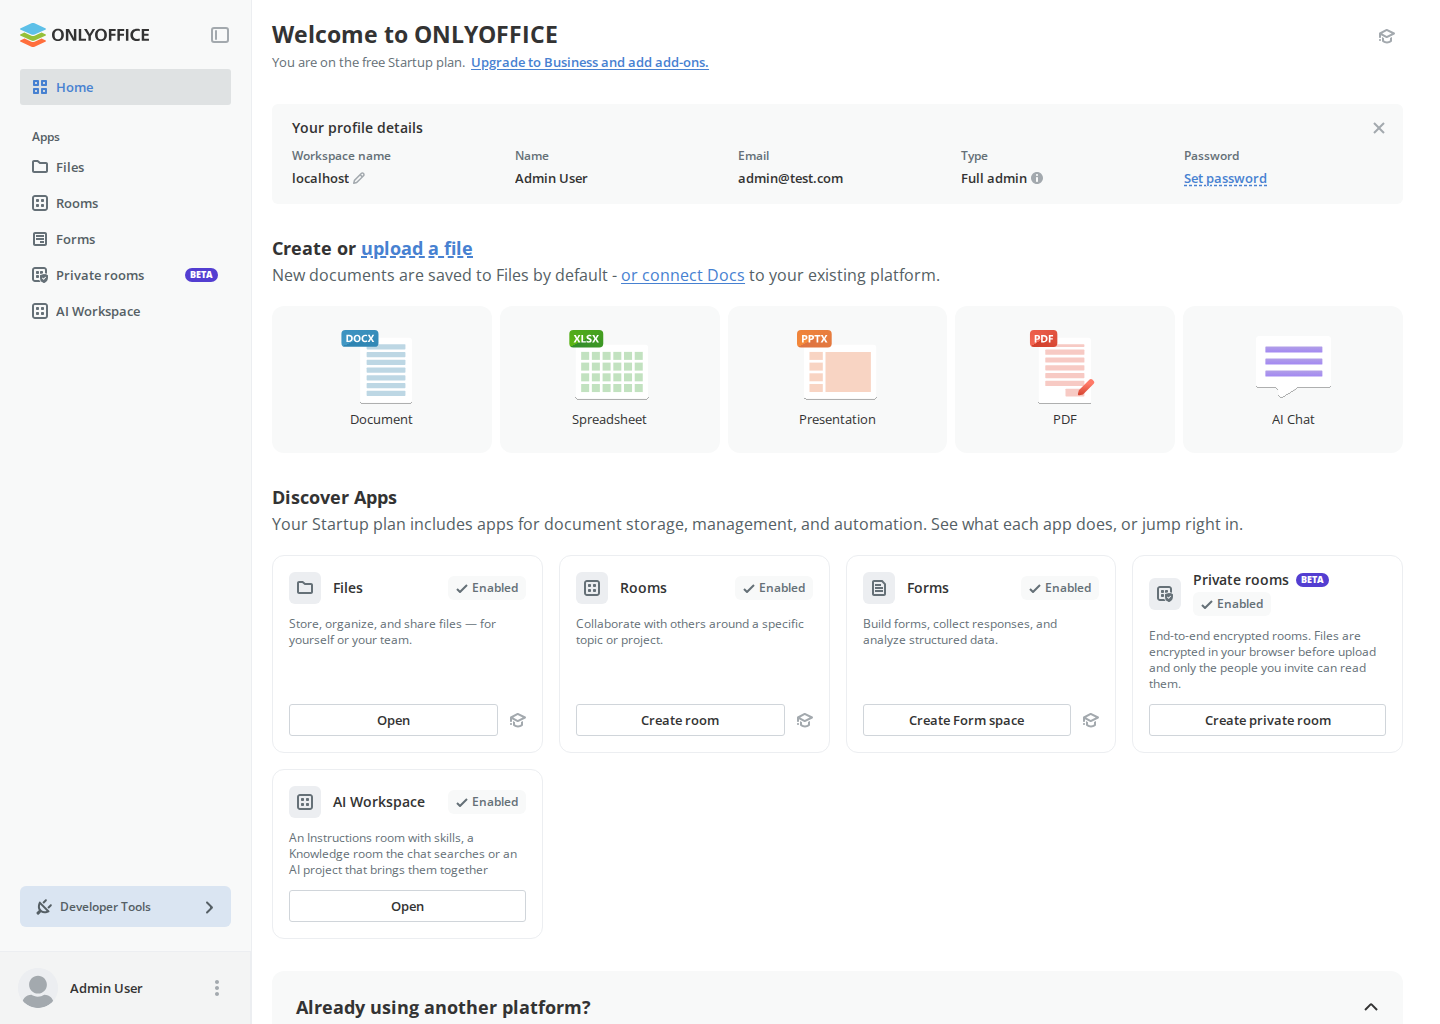 ONLYOFFICE
Home
Apps
Files
Rooms
Forms
Private rooms BETA
AI Workspace
Developer Tools
Admin User
Welcome to ONLYOFFICE
You are on the free Startup plan. Upgrade to Business and add add-ons.
Your profile details
Workspace name Name Email Type Password
localhost Admin User admin@test.com Full admin Set password
Create or upload a file
New documents are saved to Files by default - or connect Docs to your existing platform.
DOCX XLSX PPTX PDF
Document Spreadsheet Presentation PDF AI Chat
Discover Apps
Your Startup plan includes apps for document storage, management, and automation. See what each app does, or jump right in.
Files Enabled
Store, organize, and share files — for
yourself or your team.
Open
Rooms Enabled
Collaborate with others around a specific
topic or project.
Create room
Forms Enabled
Build forms, collect responses, and
analyze structured data.
Create Form space
Private rooms BETA
Enabled
End-to-end encrypted rooms. Files are
encrypted in your browser before upload
and only the people you invite can read
them.
Create private room
AI Workspace Enabled
An Instructions room with skills, a
Knowledge room the chat searches or an
AI project that brings them together
Open
Already using another platform?